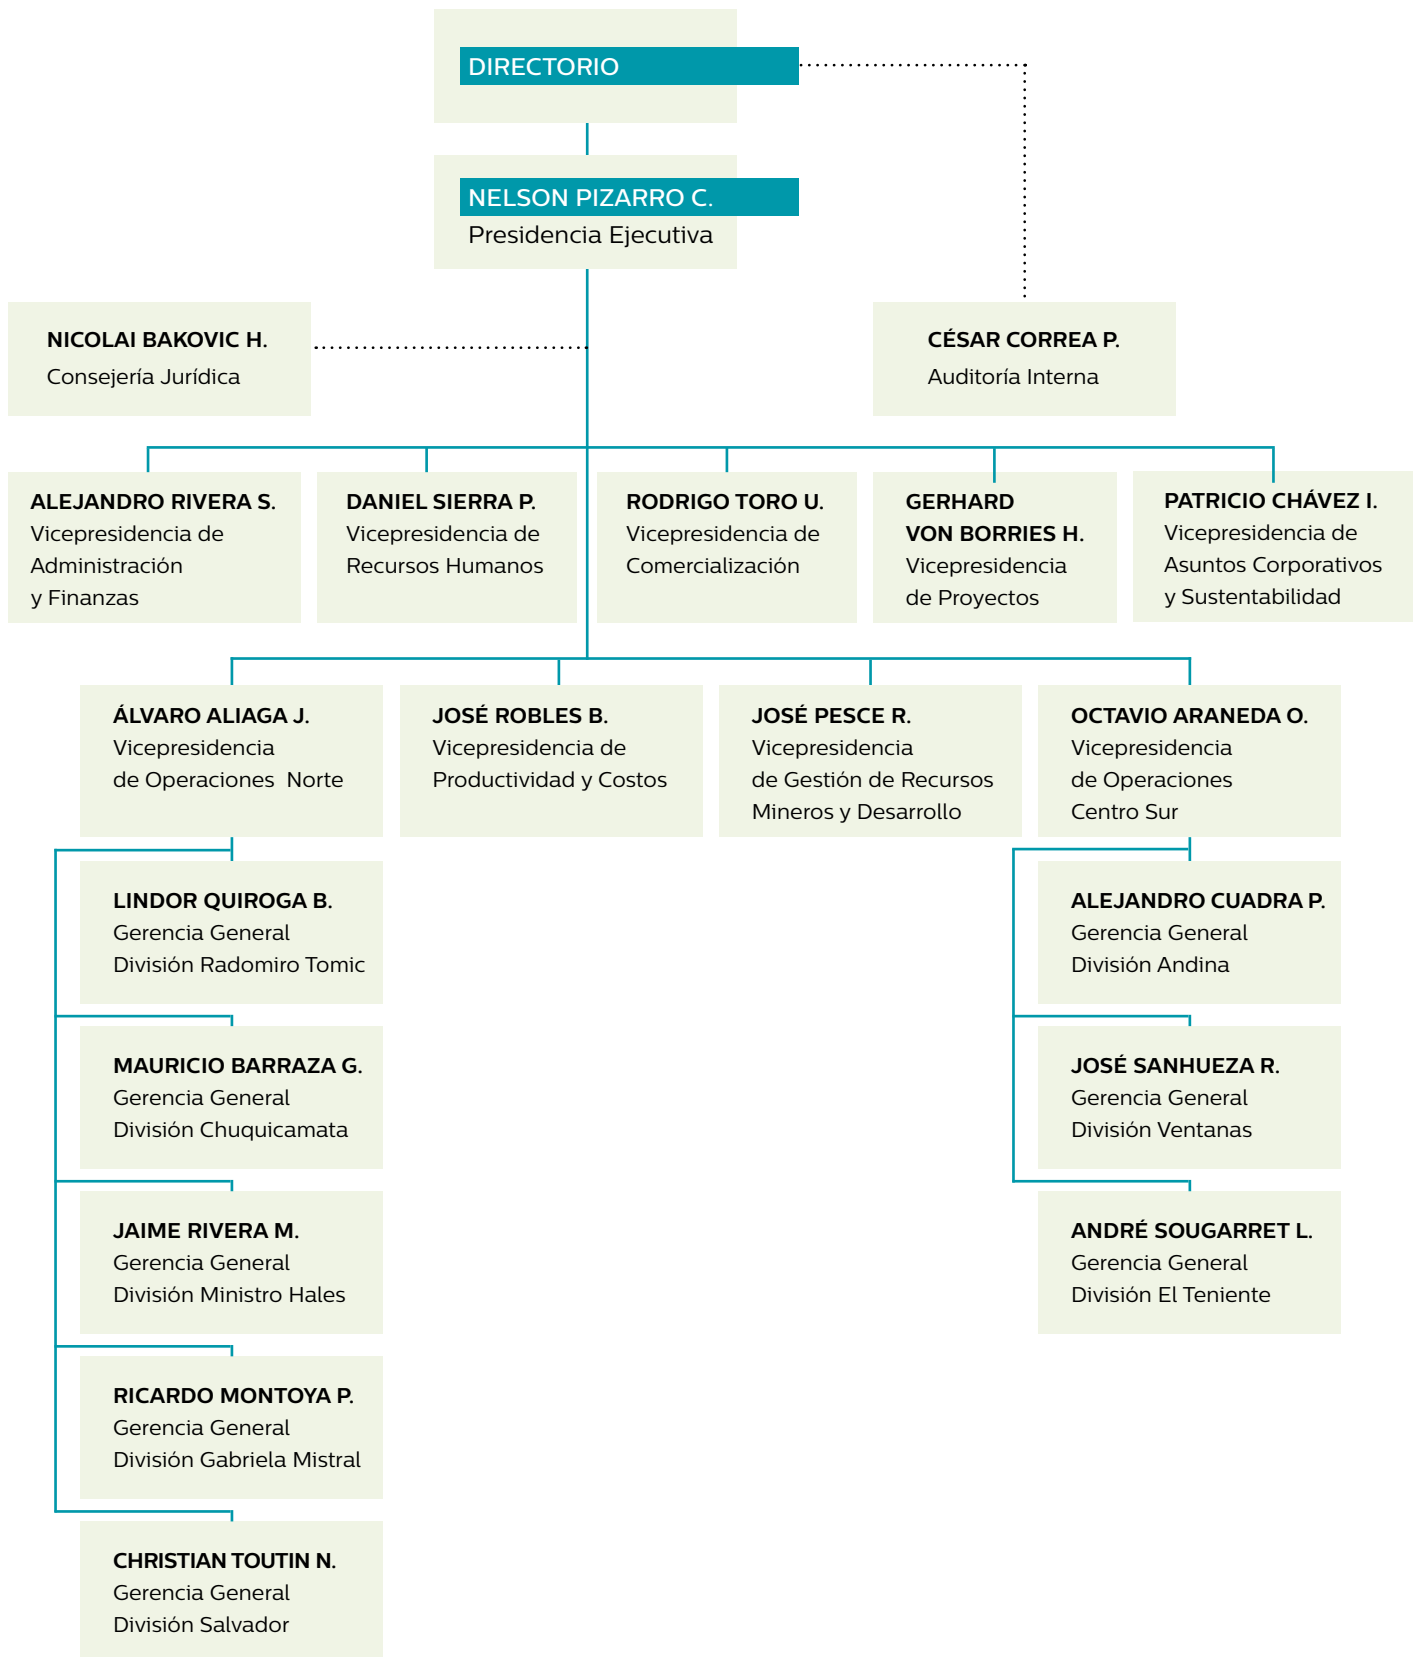 DIRECTORIO
NELSON PIZARRO C.
Presidencia Ejecutiva
NICOLAI BAKOVIC H.
Consejería Jurídica
CÉSAR CORREA P.
Auditoría Interna
ALEJANDRO RIVERA S.
Vicepresidencia de
Administración
y Finanzas
DANIEL SIERRA P.
Vicepresidencia de
Recursos Humanos
RODRIGO TORO U.
Vicepresidencia de
Comercialización
GERHARD
VON BORRIES H.
Vicepresidencia
de Proyectos
PATRICIO CHÁVEZ I.
Vicepresidencia de
Asuntos Corporativos
y Sustentabilidad
ÁLVARO ALIAGA J.
Vicepresidencia
de Operaciones Norte
JOSÉ ROBLES B.
Vicepresidencia de
Productividad y Costos
JOSÉ PESCE R.
Vicepresidencia
de Gestión de Recursos
Mineros y Desarrollo
OCTAVIO ARANEDA O.
Vicepresidencia
de Operaciones
Centro Sur
LINDOR QUIROGA B.
Gerencia General
División Radomiro Tomic
MAURICIO BARRAZA G.
Gerencia General
División Chuquicamata
JAIME RIVERA M.
Gerencia General
División Ministro Hales
RICARDO MONTOYA P.
Gerencia General
División Gabriela Mistral
CHRISTIAN TOUTIN N.
Gerencia General
División Salvador
ALEJANDRO CUADRA P.
Gerencia General
División Andina
JOSÉ SANHUEZA R.
Gerencia General
División Ventanas
ANDRÉ SOUGARRET L.
Gerencia General
División El Teniente